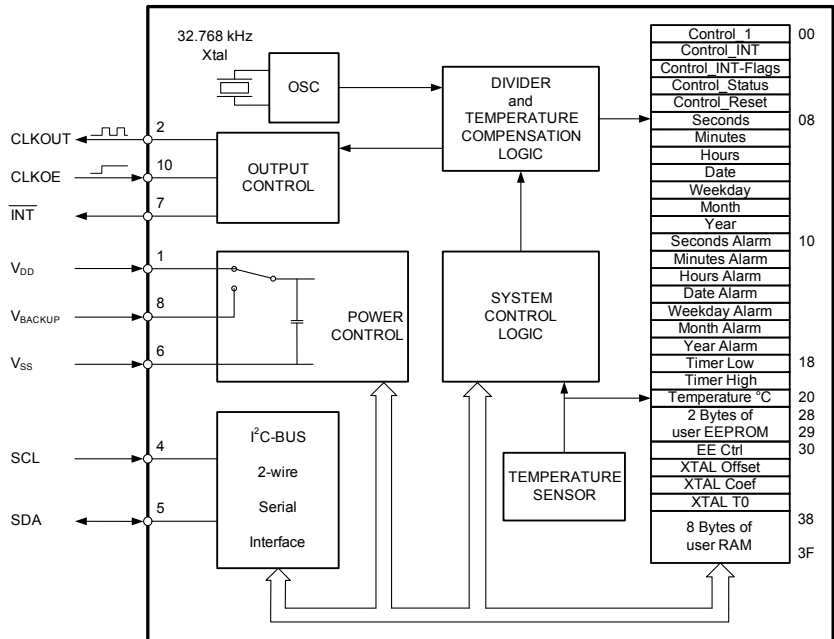 32.768 kHz
Xtal
OSC
DIVIDER
and
TEMPERATURE
COMPENSATION
LOGIC
CLKOUT
2
CLKOE
10
INT
7
OUTPUT
CONTROL
VDD
1
VBACKUP
8
VSS
6
POWER
CONTROL
SYSTEM
CONTROL
LOGIC
SCL
4
SDA
5
I²C-BUS
2-wire
Serial
Interface
TEMPERATURE
SENSOR
Control_1 00
Control_INT
Control_INT-Flags
Control_Status
Control_Reset
Seconds 08
Minutes
Hours
Date
Weekday
Month
Year
Seconds Alarm 10
Minutes Alarm
Hours Alarm
Date Alarm
Weekday Alarm
Month Alarm
Year Alarm
Timer Low 18
Timer High
Temperature °C 20
2 Bytes of 28
user EEPROM 29
EE Ctrl 30
XTAL Offset
XTAL Coef
XTAL T0
38
8 Bytes of
user RAM
3F